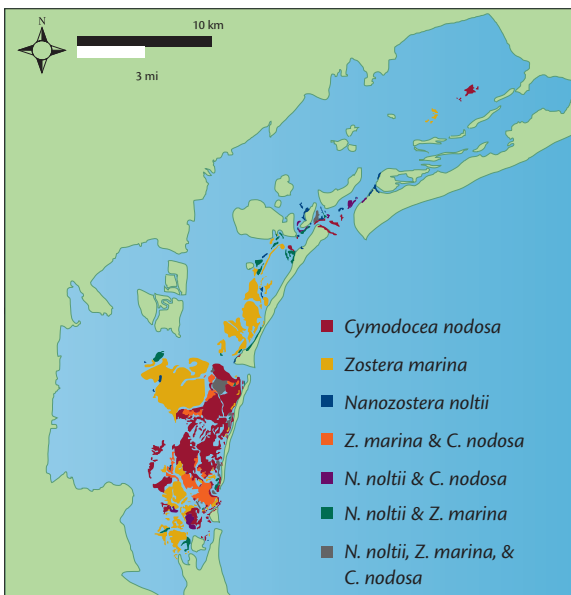 N
10 km
3 mi
Cymodocea nodosa
Zostera marina
Nanozostera noltii
Z. marina & C. nodosa
N. noltii & C. nodosa
N. noltii & Z. marina
N. noltii, Z. marina, &
C. nodosa